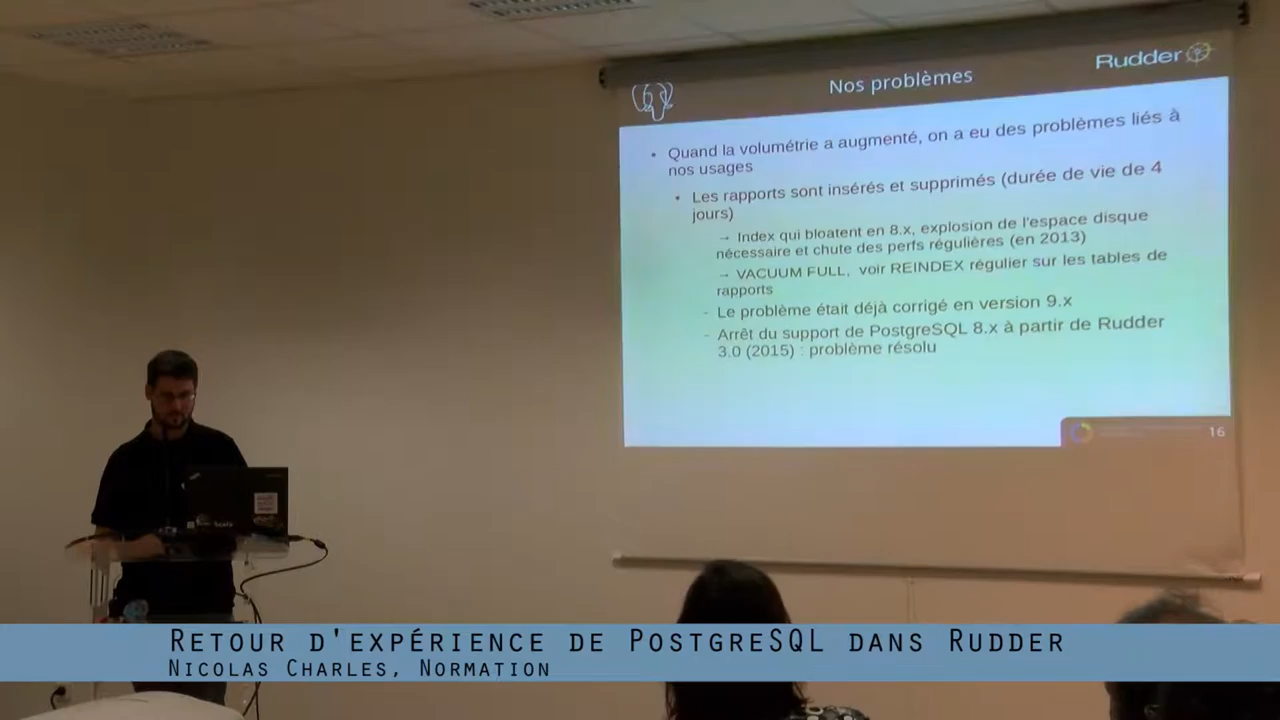 Nos problèmes
Rudder
• Quand la volumétrie a augmenté, on a eu des problèmes liés à
nos usages
• Les rapports sont insérés et supprimés (durée de vie de 4
jours)
→ Index qui bloatent en 8.x, explosion de l'espace disque
nécessaire et chute des perfs régulières (en 2013)
→ VACUUM FULL, voir REINDEX régulier sur les tables de
rapports
- Le problème était déjà corrigé en version 9.x
- Arrêt du support de PostgreSQL 8.x à partir de Rudder
3.0 (2015) : problème résolu
16
Retour d'expérience de PostgreSQL dans Rudder
Nicolas Charles, Normation